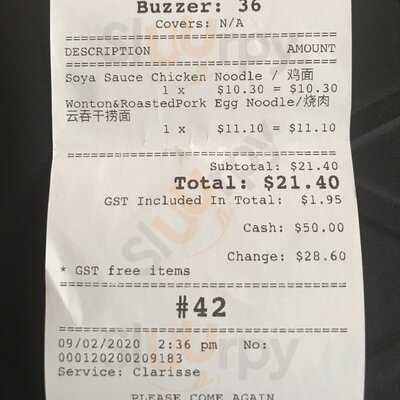 Buzzer: 36
Covers: N/A
DESCRIPTION AMOUNT
Soya Sauce Chicken Noodle / 鸡面
1 x $10.30 = $10.30
Wonton&RoastedPork Egg Noodle/烧肉
云吞干捞面
1 x $11.10 = $11.10
Subtotal: $21.40
Total: $21.40
GST Included In Total: $1.95
Cash: $50.00
Change: $28.60
* GST free items
#42
09/02/2020 2:36 pm No:
000120200209183
Service: Clarisse
PLEASE COME AGAIN
sluurpy
sluurpy